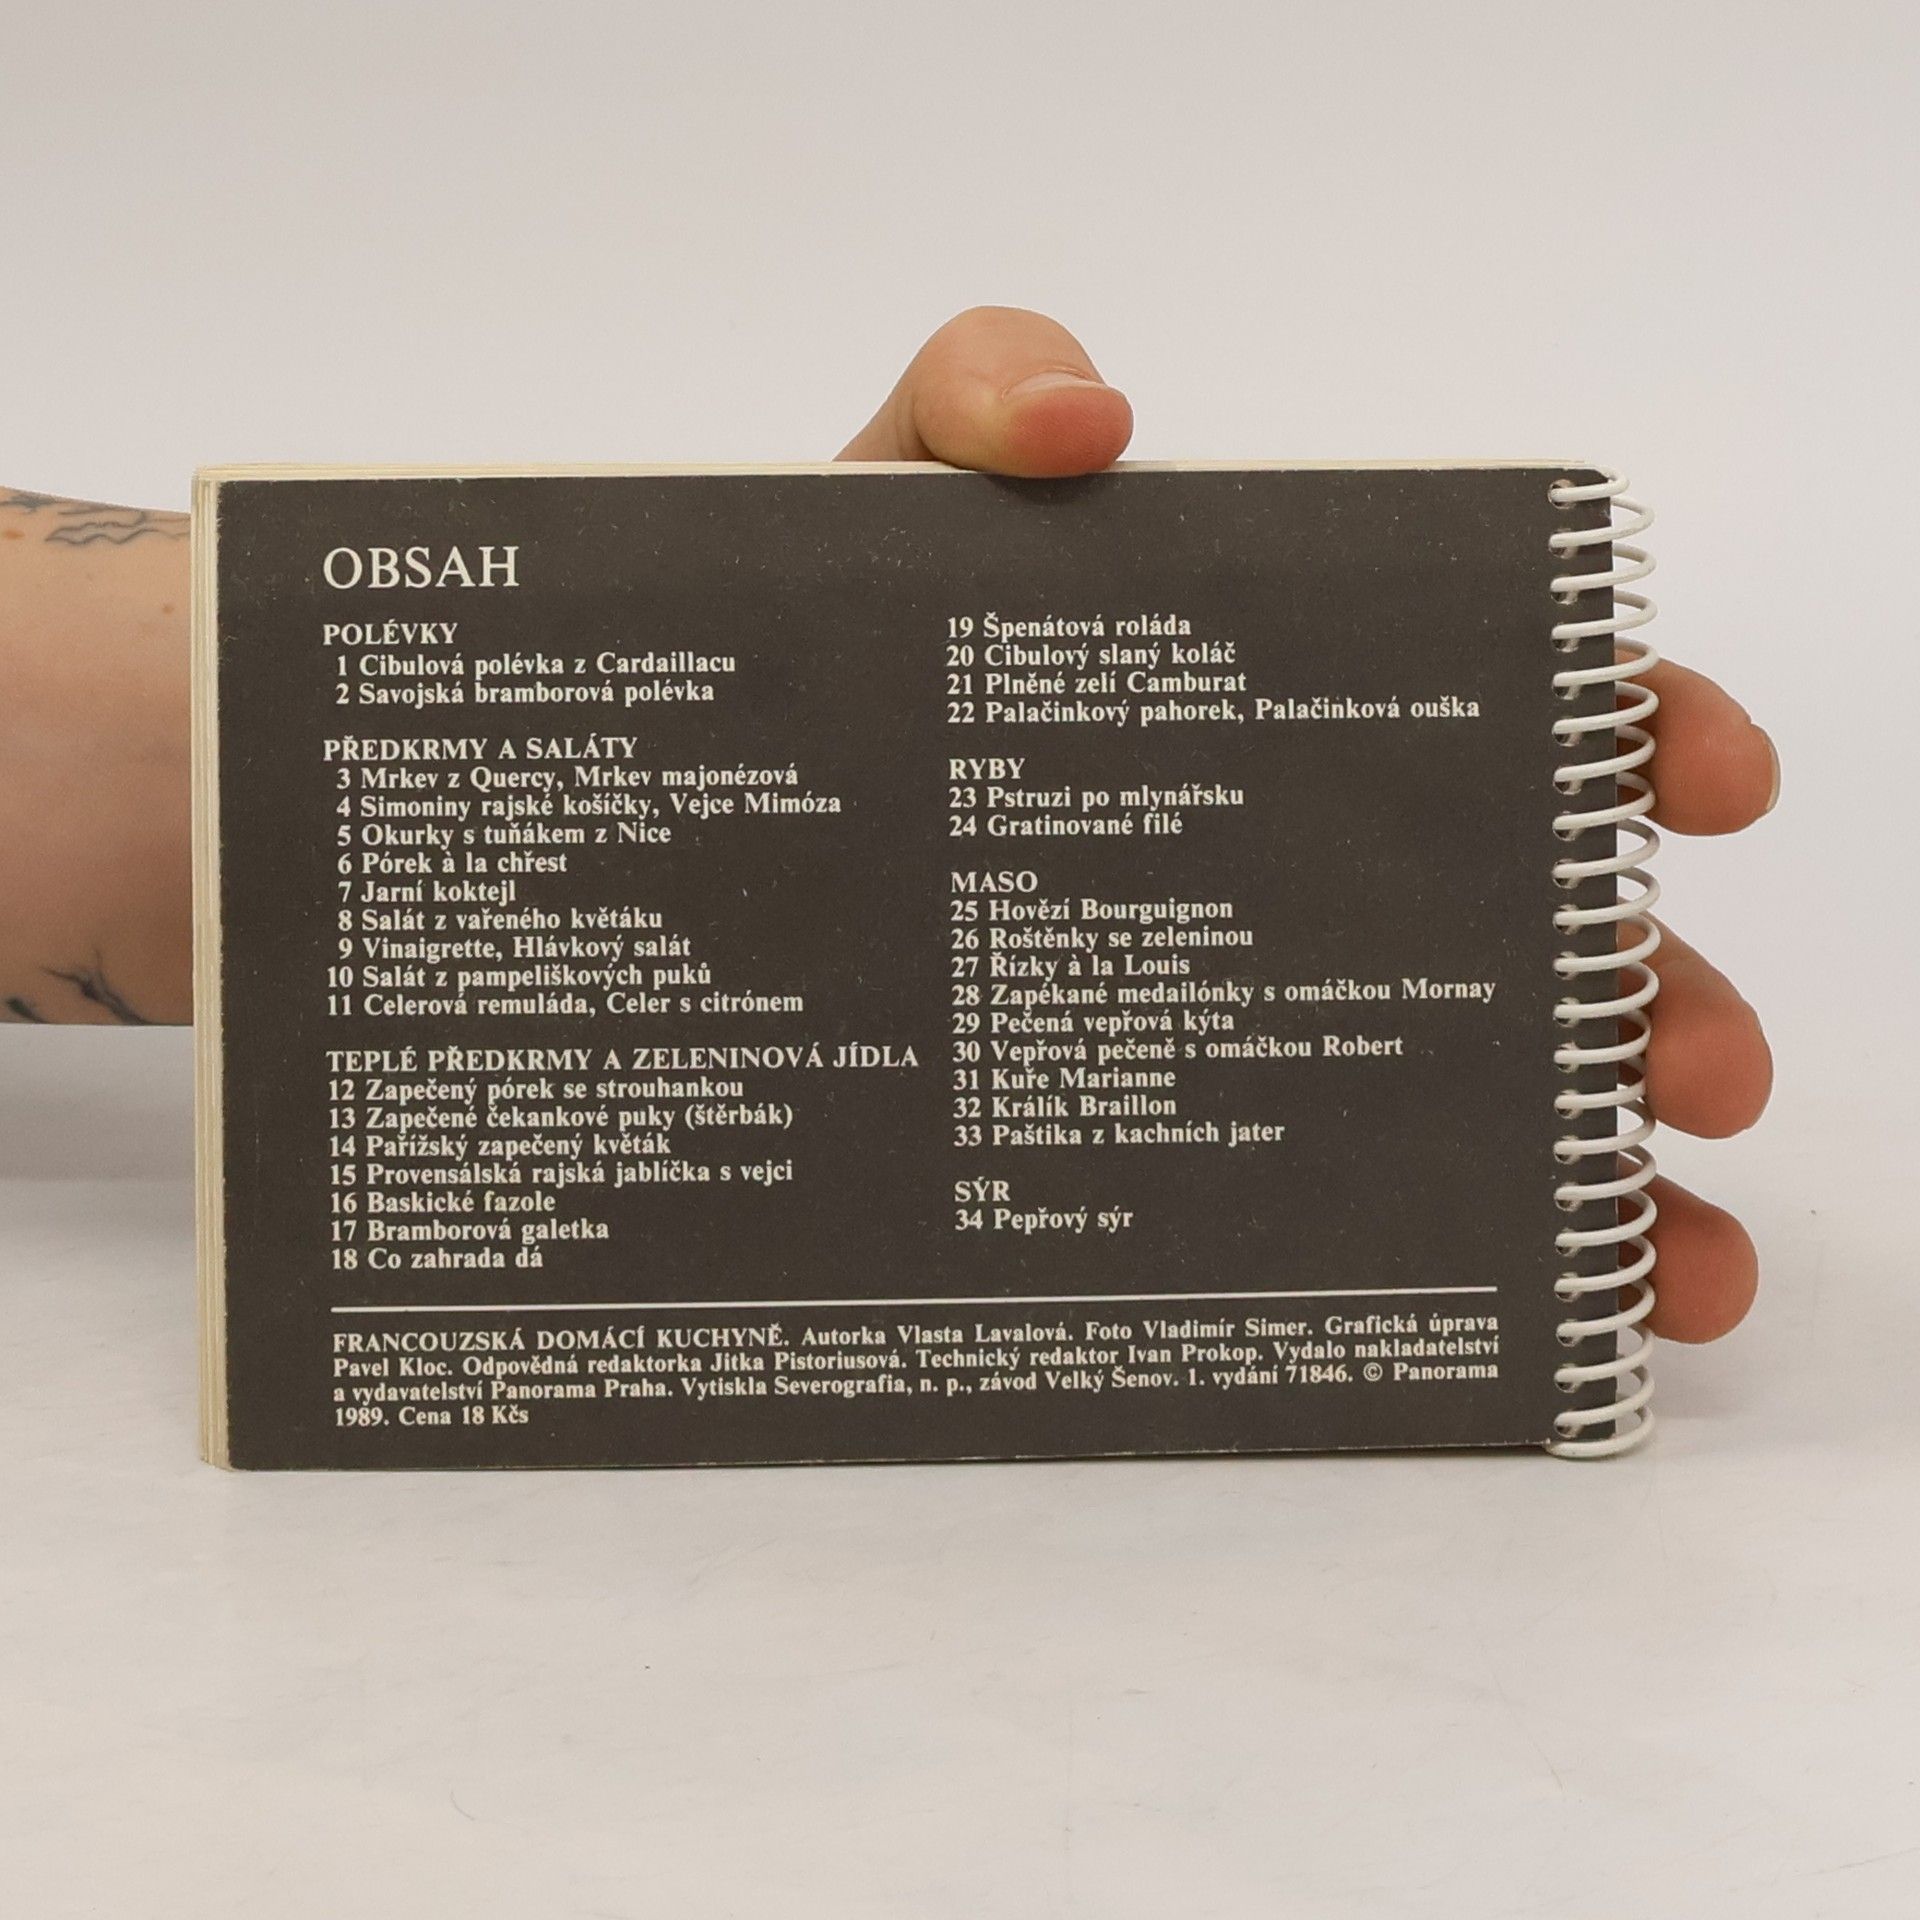 OBSAH
POLÉVKY
1 Cibulová polévka z Cardaillacu
2 Savojská bramborová polévka
PŘEDKRMY A SALÁTY
3 Mrkev z Quercy, Mrkev majonézová
4 Simoniny rajské košíčky, Vejce Mimóza
5 Okurky s tuňákem z Nice
6 Pórek à la chřest
7 Jarní koktejl
8 Salát z vařeného květáku
9 Vinaigrette, Hlávkový salát
10 Salát z pampeliškových puků
11 Celerová remuláda, Celer s citrónem
TEPLÉ PŘEDKRMY A ZELENINOVÁ JÍDLA
12 Zapečený pórek se strouhankou
13 Zapečené čekankové puky (štěrbák)
14 Pařížský zapečený květák
15 Provensálská rajská jablíčka s vejci
16 Baskické fazole
17 Bramborová galetka
18 Co zahrada dá
19 Špenátová roláda
20 Cibulový slaný koláč
21 Plněné zelí Camburat
22 Palačinkový pahorek, Palačinková ouška
RYBY
23 Pstruzi po mlynářsku
24 Gratinované filé
MASO
25 Hovězí Bourguignon
26 Roštěnky se zeleninou
27 Řízky à la Louis
28 Zapékané medailónky s omáčkou Mornay
29 Pečená vepřová kýta
30 Vepřová pečeně s omáčkou Robert
31 Kuře Marianne
32 Králík Braillon
33 Paštika z kachních jater
SÝR
34 Pepřový sýr
FRANCOUZSKÁ DOMÁCÍ KUCHYNĚ. Autorka Vlasta Lavalová. Foto Vladimír Simer. Grafická úprava
Pavel Kloc. Odpovědná redaktorka Jitka Pistoriusová. Technický redaktor Ivan Prokop. Vydalo nakladatelství
a vydavatelství Panorama Praha. Vytiskla Severografia, n. p., závod Velký Šenov. 1. vydání 71846. © Panorama
1989. Cena 18 Kčs